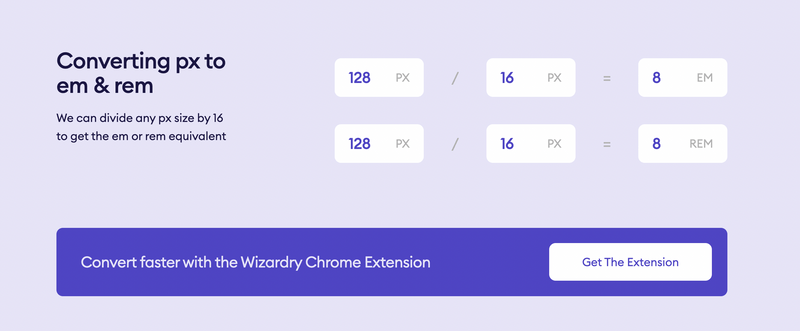 Converting px to
em & rem
We can divide any px size by 16
to get the em or rem equivalent
128 PX / 16 PX = 8 EM
128 PX / 16 PX = 8 REM
Convert faster with the Wizardry Chrome Extension
Get The Extension